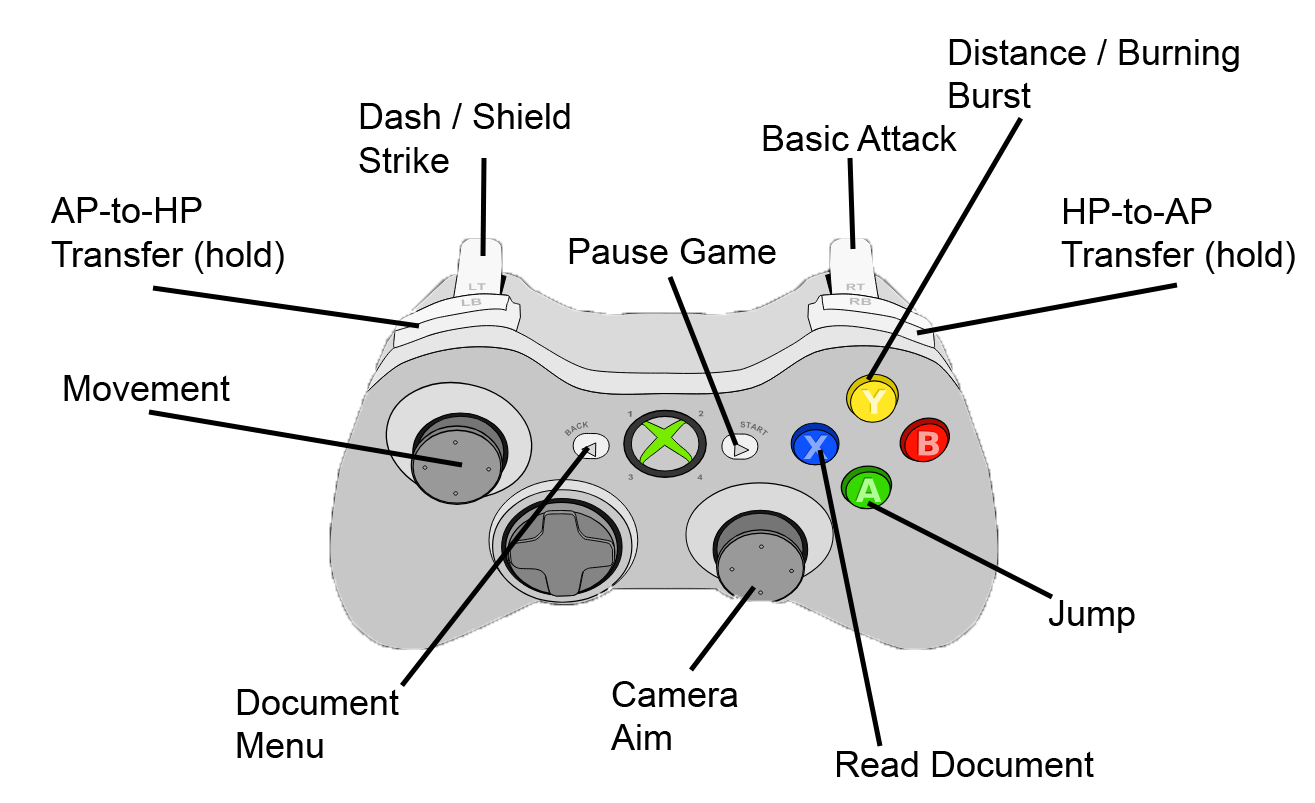 Distance / Burning
Burst
Dash / Shield
Strike
Basic Attack
AP-to-HP
Transfer (hold)
HP-to-AP
Transfer (hold)
Pause Game
LT
LB
RT
RB
Movement
1
2
BACK
START
3
4
Y
X
B
A
Jump
Document
Menu
Camera
Aim
Read Document